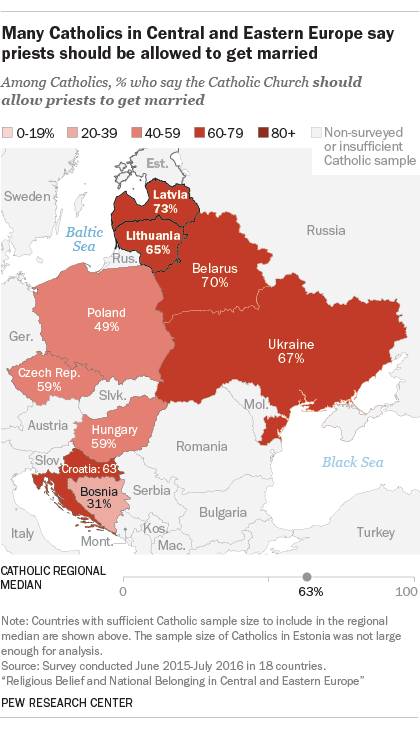 Many Catholics in Central and Eastern Europe say
priests should be allowed to get married
Among Catholics, % who say the Catholic Church should
allow priests to get married
0-19%
20-39
40-59
60-79
80+
Non-surveyed
or insufficient
Catholic sample
Est.
Sweden
Latvia
73%
Baltic
Sea
Lithuania
65%
Russia
Rus.
Belarus
70%
Poland
49%
Ger.
Ukraine
67%
Czech Rep.
59%
Slvk.
Austria
Hungary
59%
Mol.
Romania
Slov.
Croatia: 63
Black Sea
Bosnia
31%
Serbia
Bulgaria
Italy
Mont.
Kos.
Mac.
Turkey
CATHOLIC REGIONAL
MEDIAN
0
63%
100
Note: Countries with sufficient Catholic sample size to include in the regional
median are shown above. The sample size of Catholics in Estonia was not large
enough for analysis.
Source: Survey conducted June 2015-July 2016 in 18 countries.
“Religious Belief and National Belonging in Central and Eastern Europe”
PEW RESEARCH CENTER